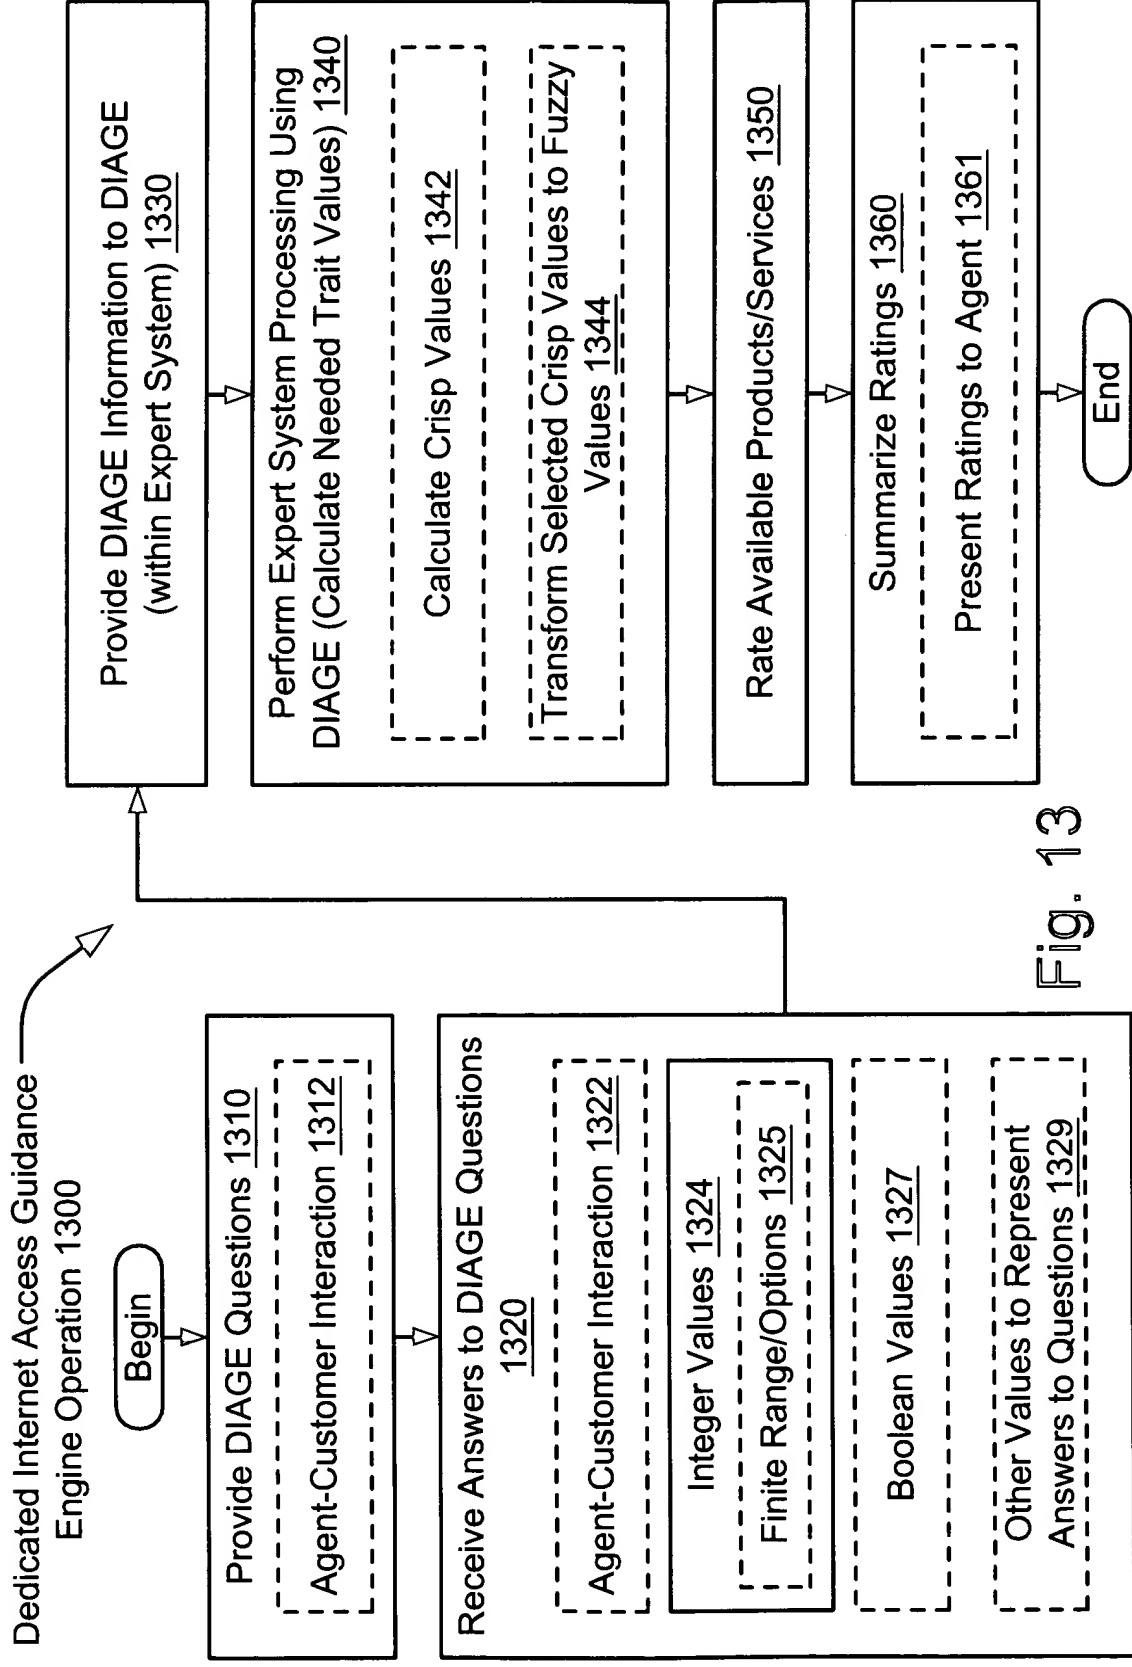 Dedicated Internet Access Guidance
Engine Operation 1300
Begin
Provide DIAGE Questions 1310
Agent-Customer Interaction 1312
Receive Answers to DIAGE Questions
1320
Agent-Customer Interaction 1322
Integer Values 1324
Finite Range/Options 1325
Boolean Values 1327
Other Values to Represent
Answers to Questions 1329
Provide DIAGE Information to DIAGE
(within Expert System) 1330
Perform Expert System Processing Using
DIAGE (Calculate Needed Trait Values) 1340
Calculate Crisp Values 1342
Transform Selected Crisp Values to Fuzzy
Values 1344
Rate Available Products/Services 1350
Summarize Ratings 1360
Present Ratings to Agent 1361
End
Fig. 13